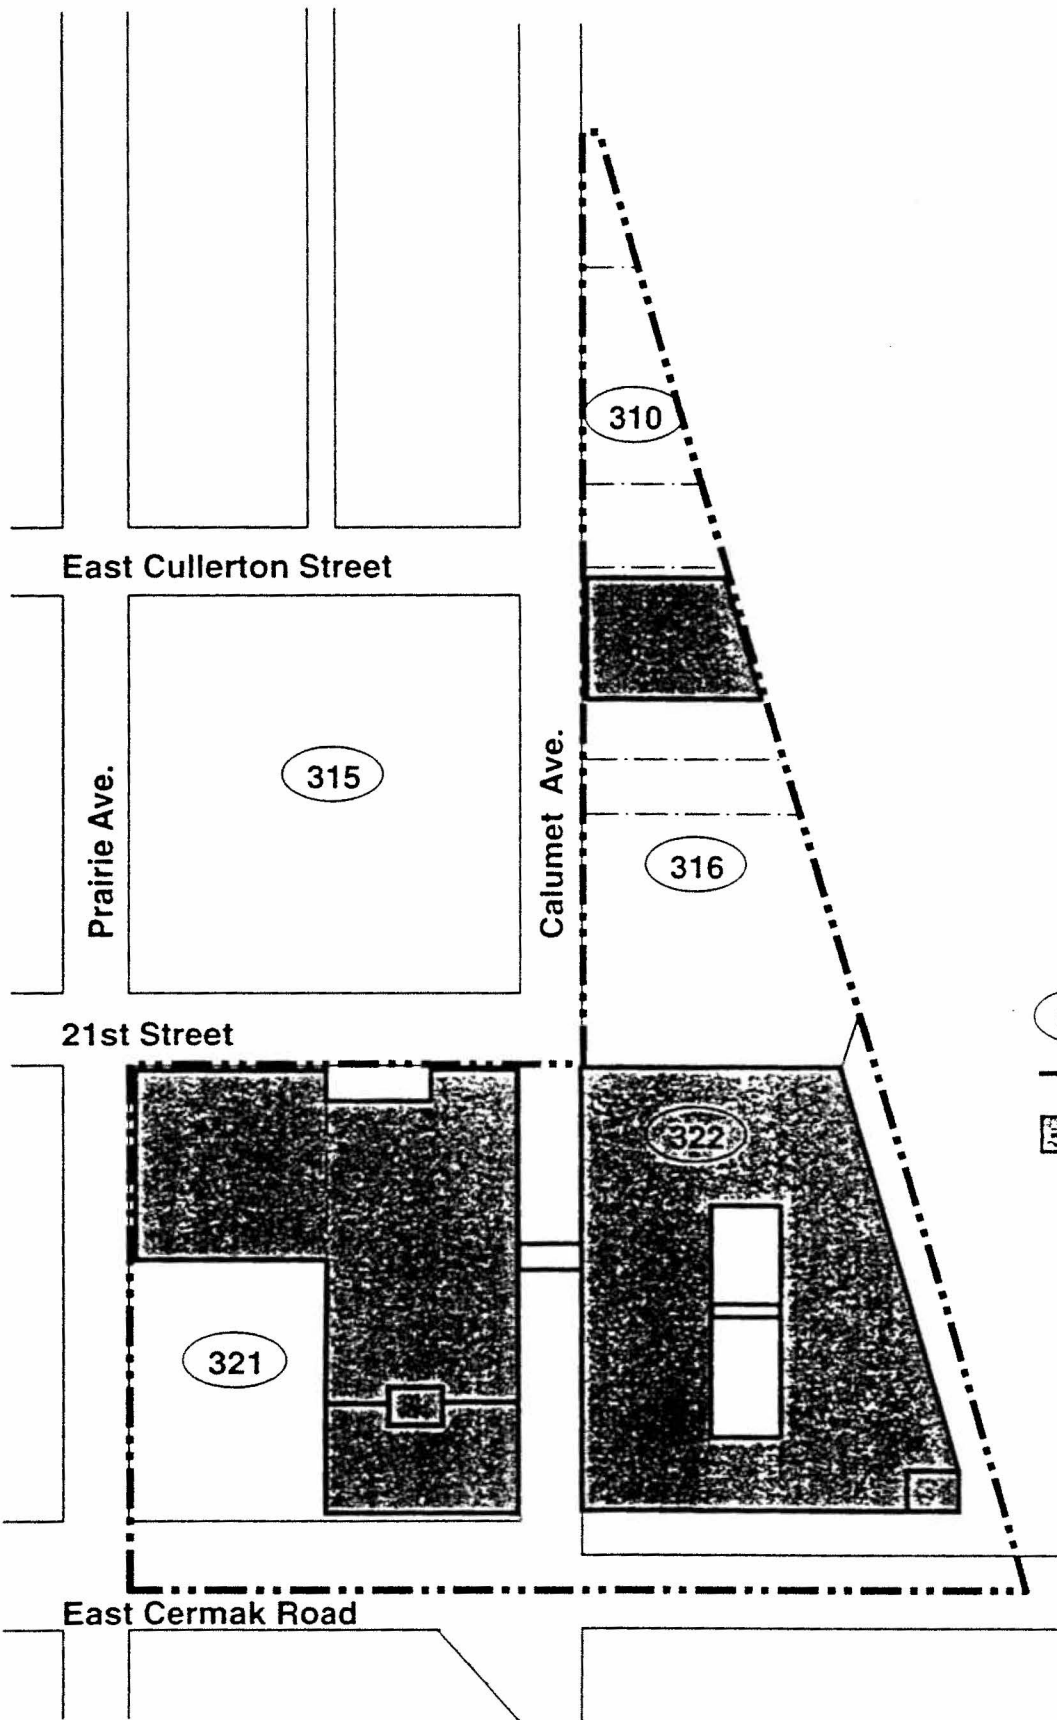 310
East Cullerton Street
315
Prairie Ave.
Calumet Ave.
316
21st Street
322
321
East Cermak Road